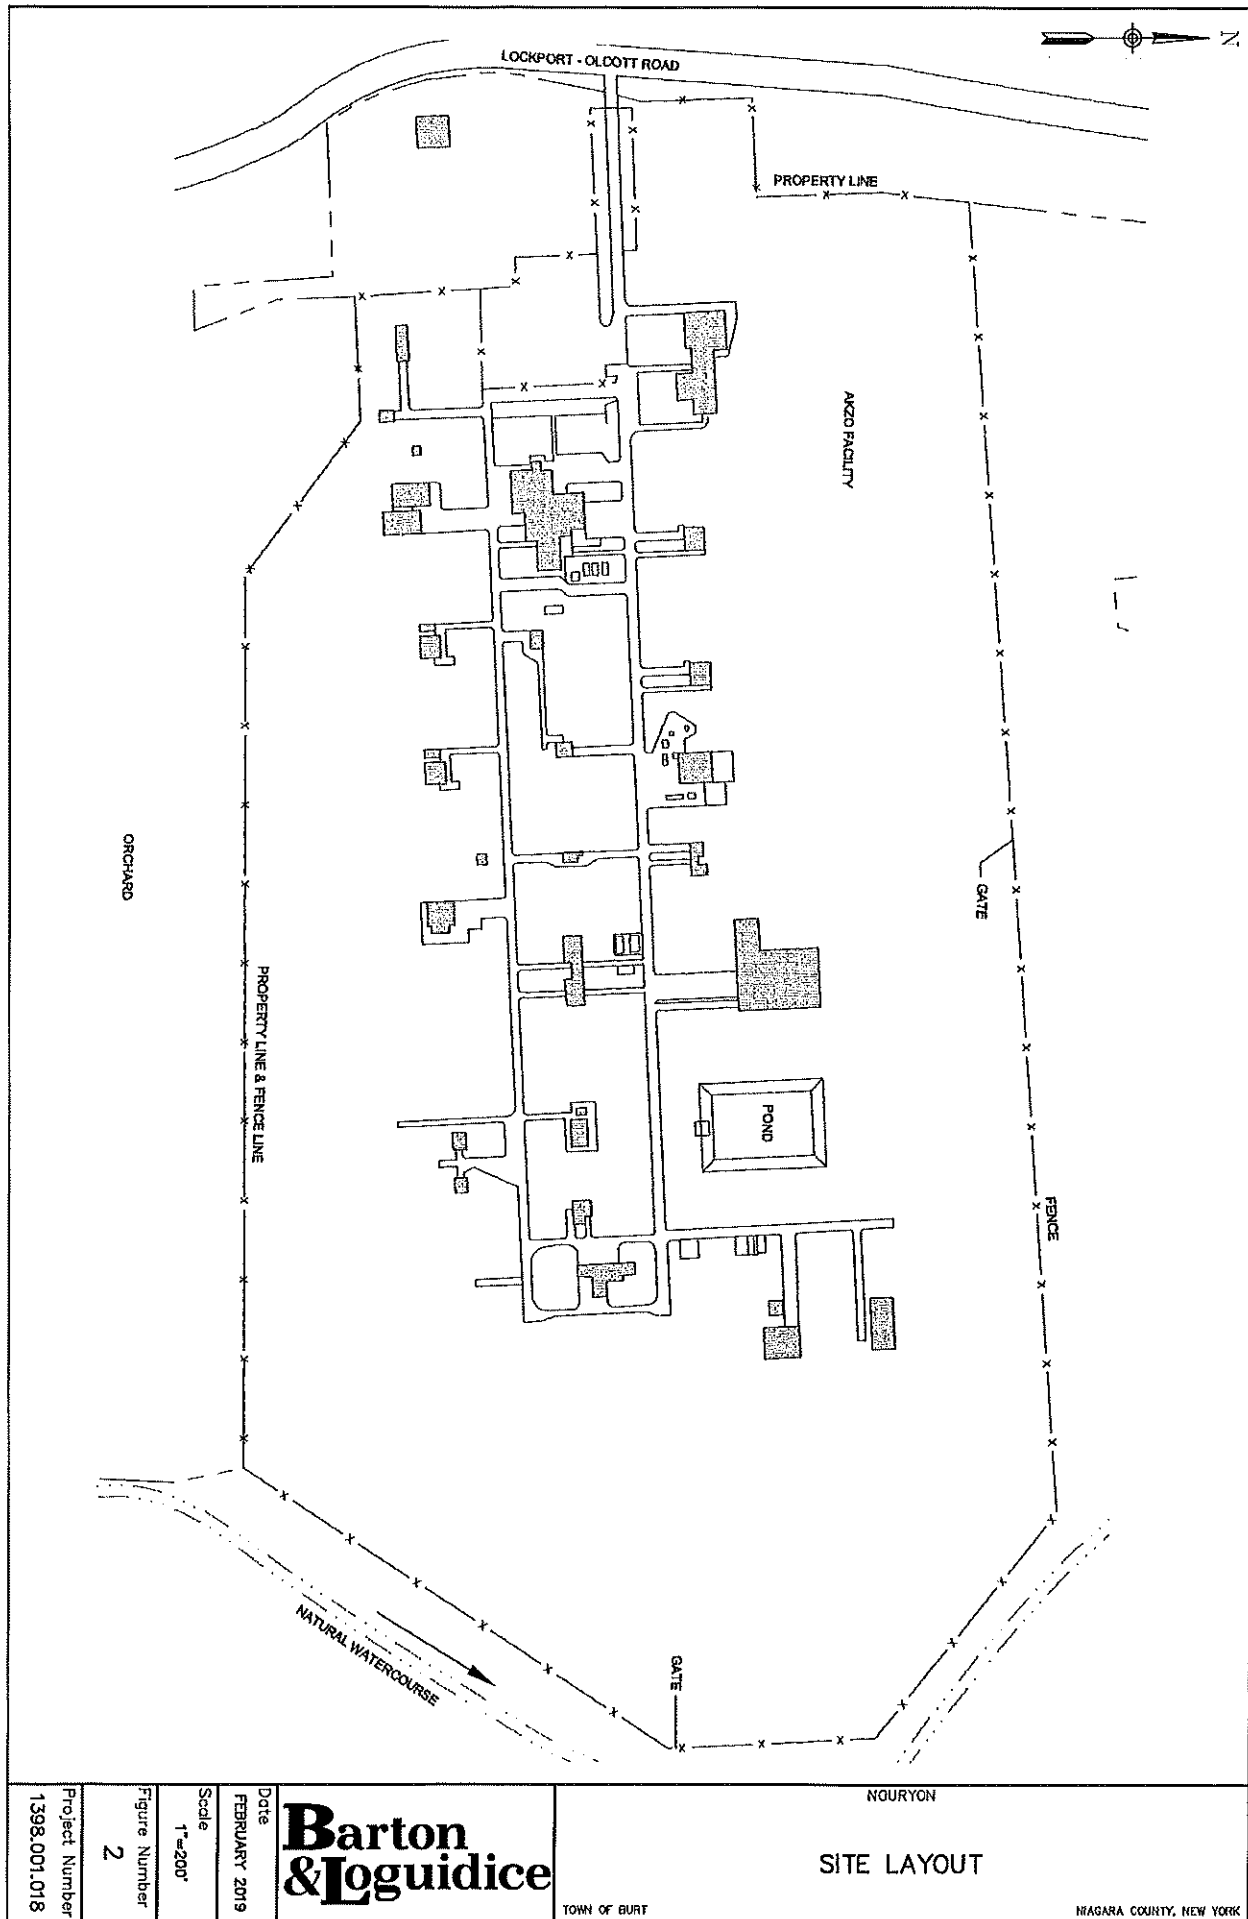 N
LOCKPORT - OLCOTT ROAD
PROPERTY LINE
AKZO FACILITY
GATE
ORCHARD
PROPERTY LINE & FENCE LINE
POND
FENCE
NATURAL WATERCOURSE
GATE
Project Number
1398.001.018
Figure Number
2
Scale
1"=200'
Date
FEBRUARY 2019
Barton
&Loguidice
NOURYON
SITE LAYOUT
TOWN OF BURT
NIAGARA COUNTY, NEW YORK